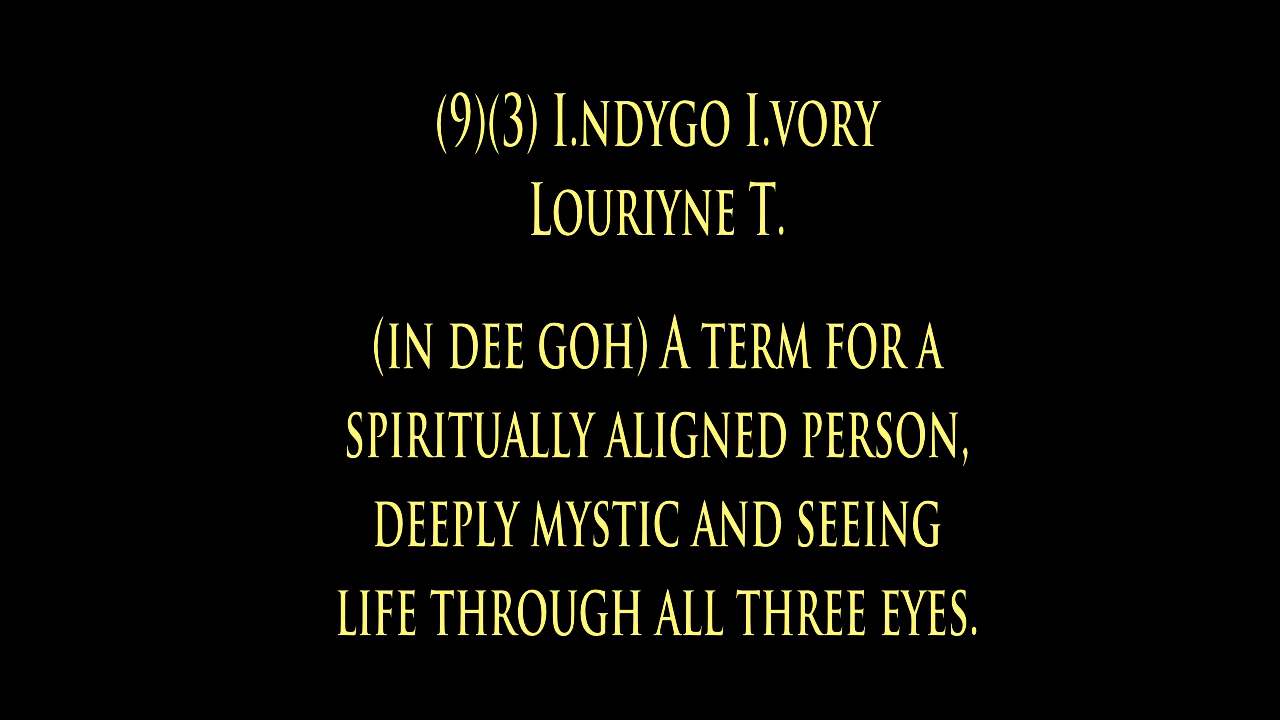 (9)(3) I.ndygo I.vory
Louriyne T.
(in dee goh) A term for a
spiritually aligned person,
deeply mystic and seeing
life through all three eyes.